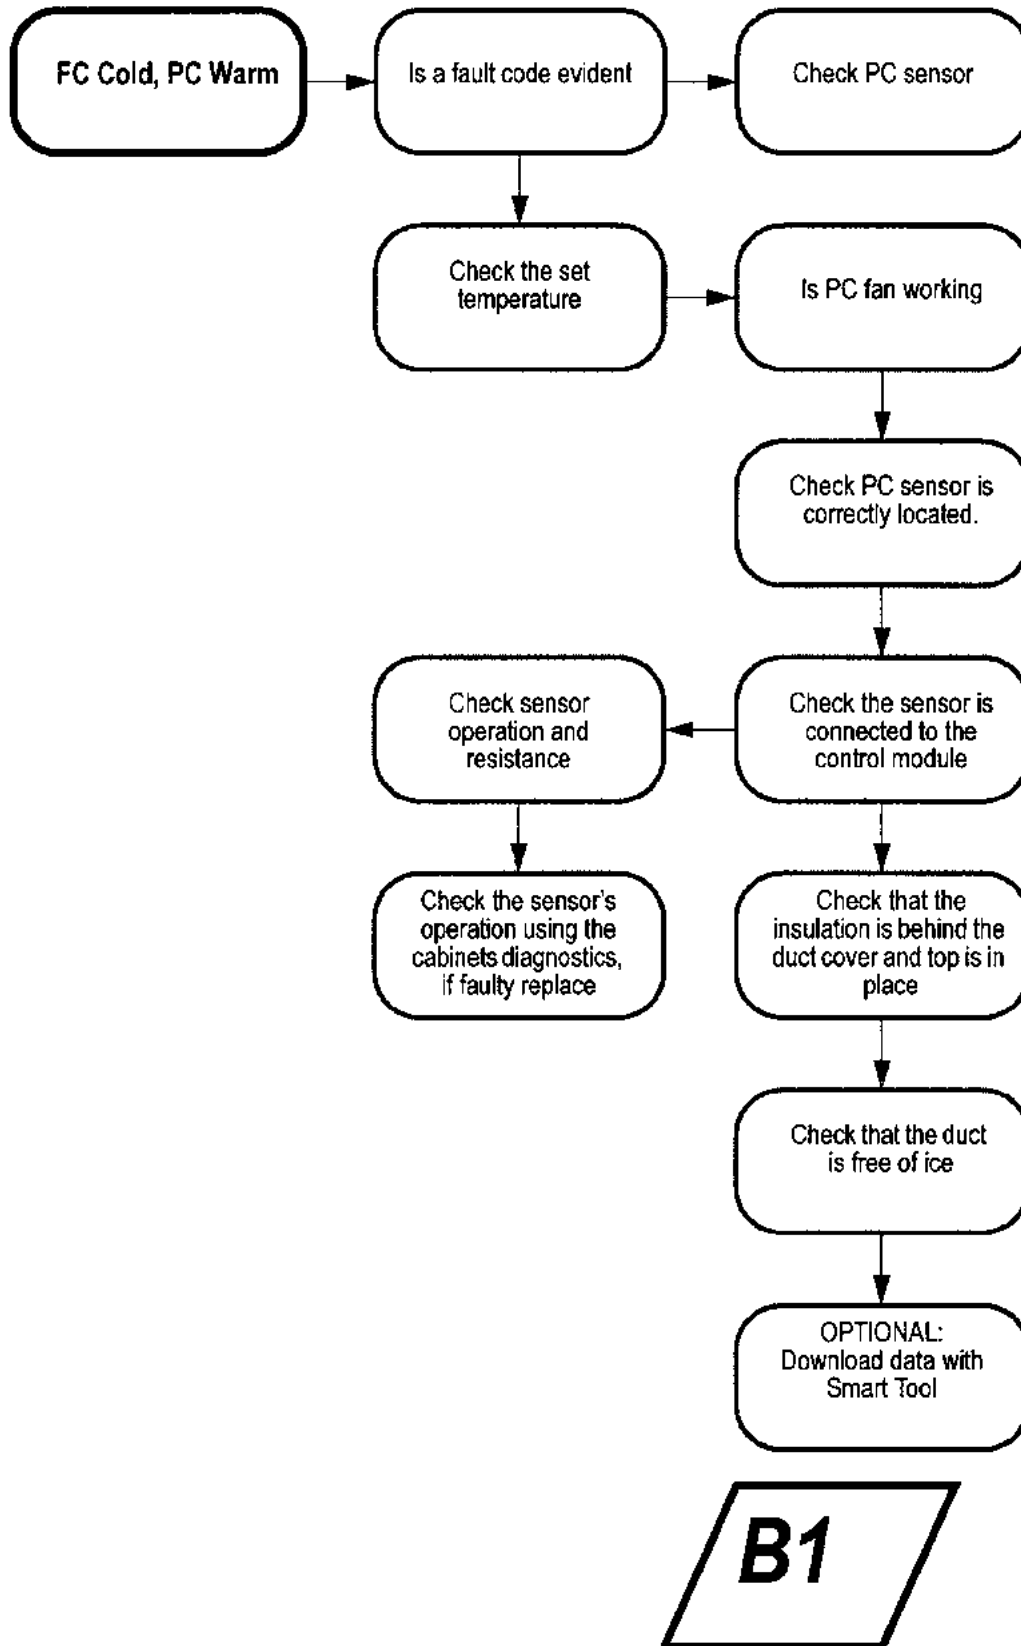 FC Cold, PC Warm
Is a fault code evident
Check PC sensor
Check the set
temperature
Is PC fan working
Check PC sensor is
correctly located.
Check sensor
operation and
resistance
Check the sensor is
connected to the
control module
Check the sensor's
operation using the
cabinets diagnostics,
if faulty replace
Check that the
insulation is behind the
duct cover and top is in
place
Check that the duct
is free of ice
OPTIONAL:
Download data with
Smart Tool
B1